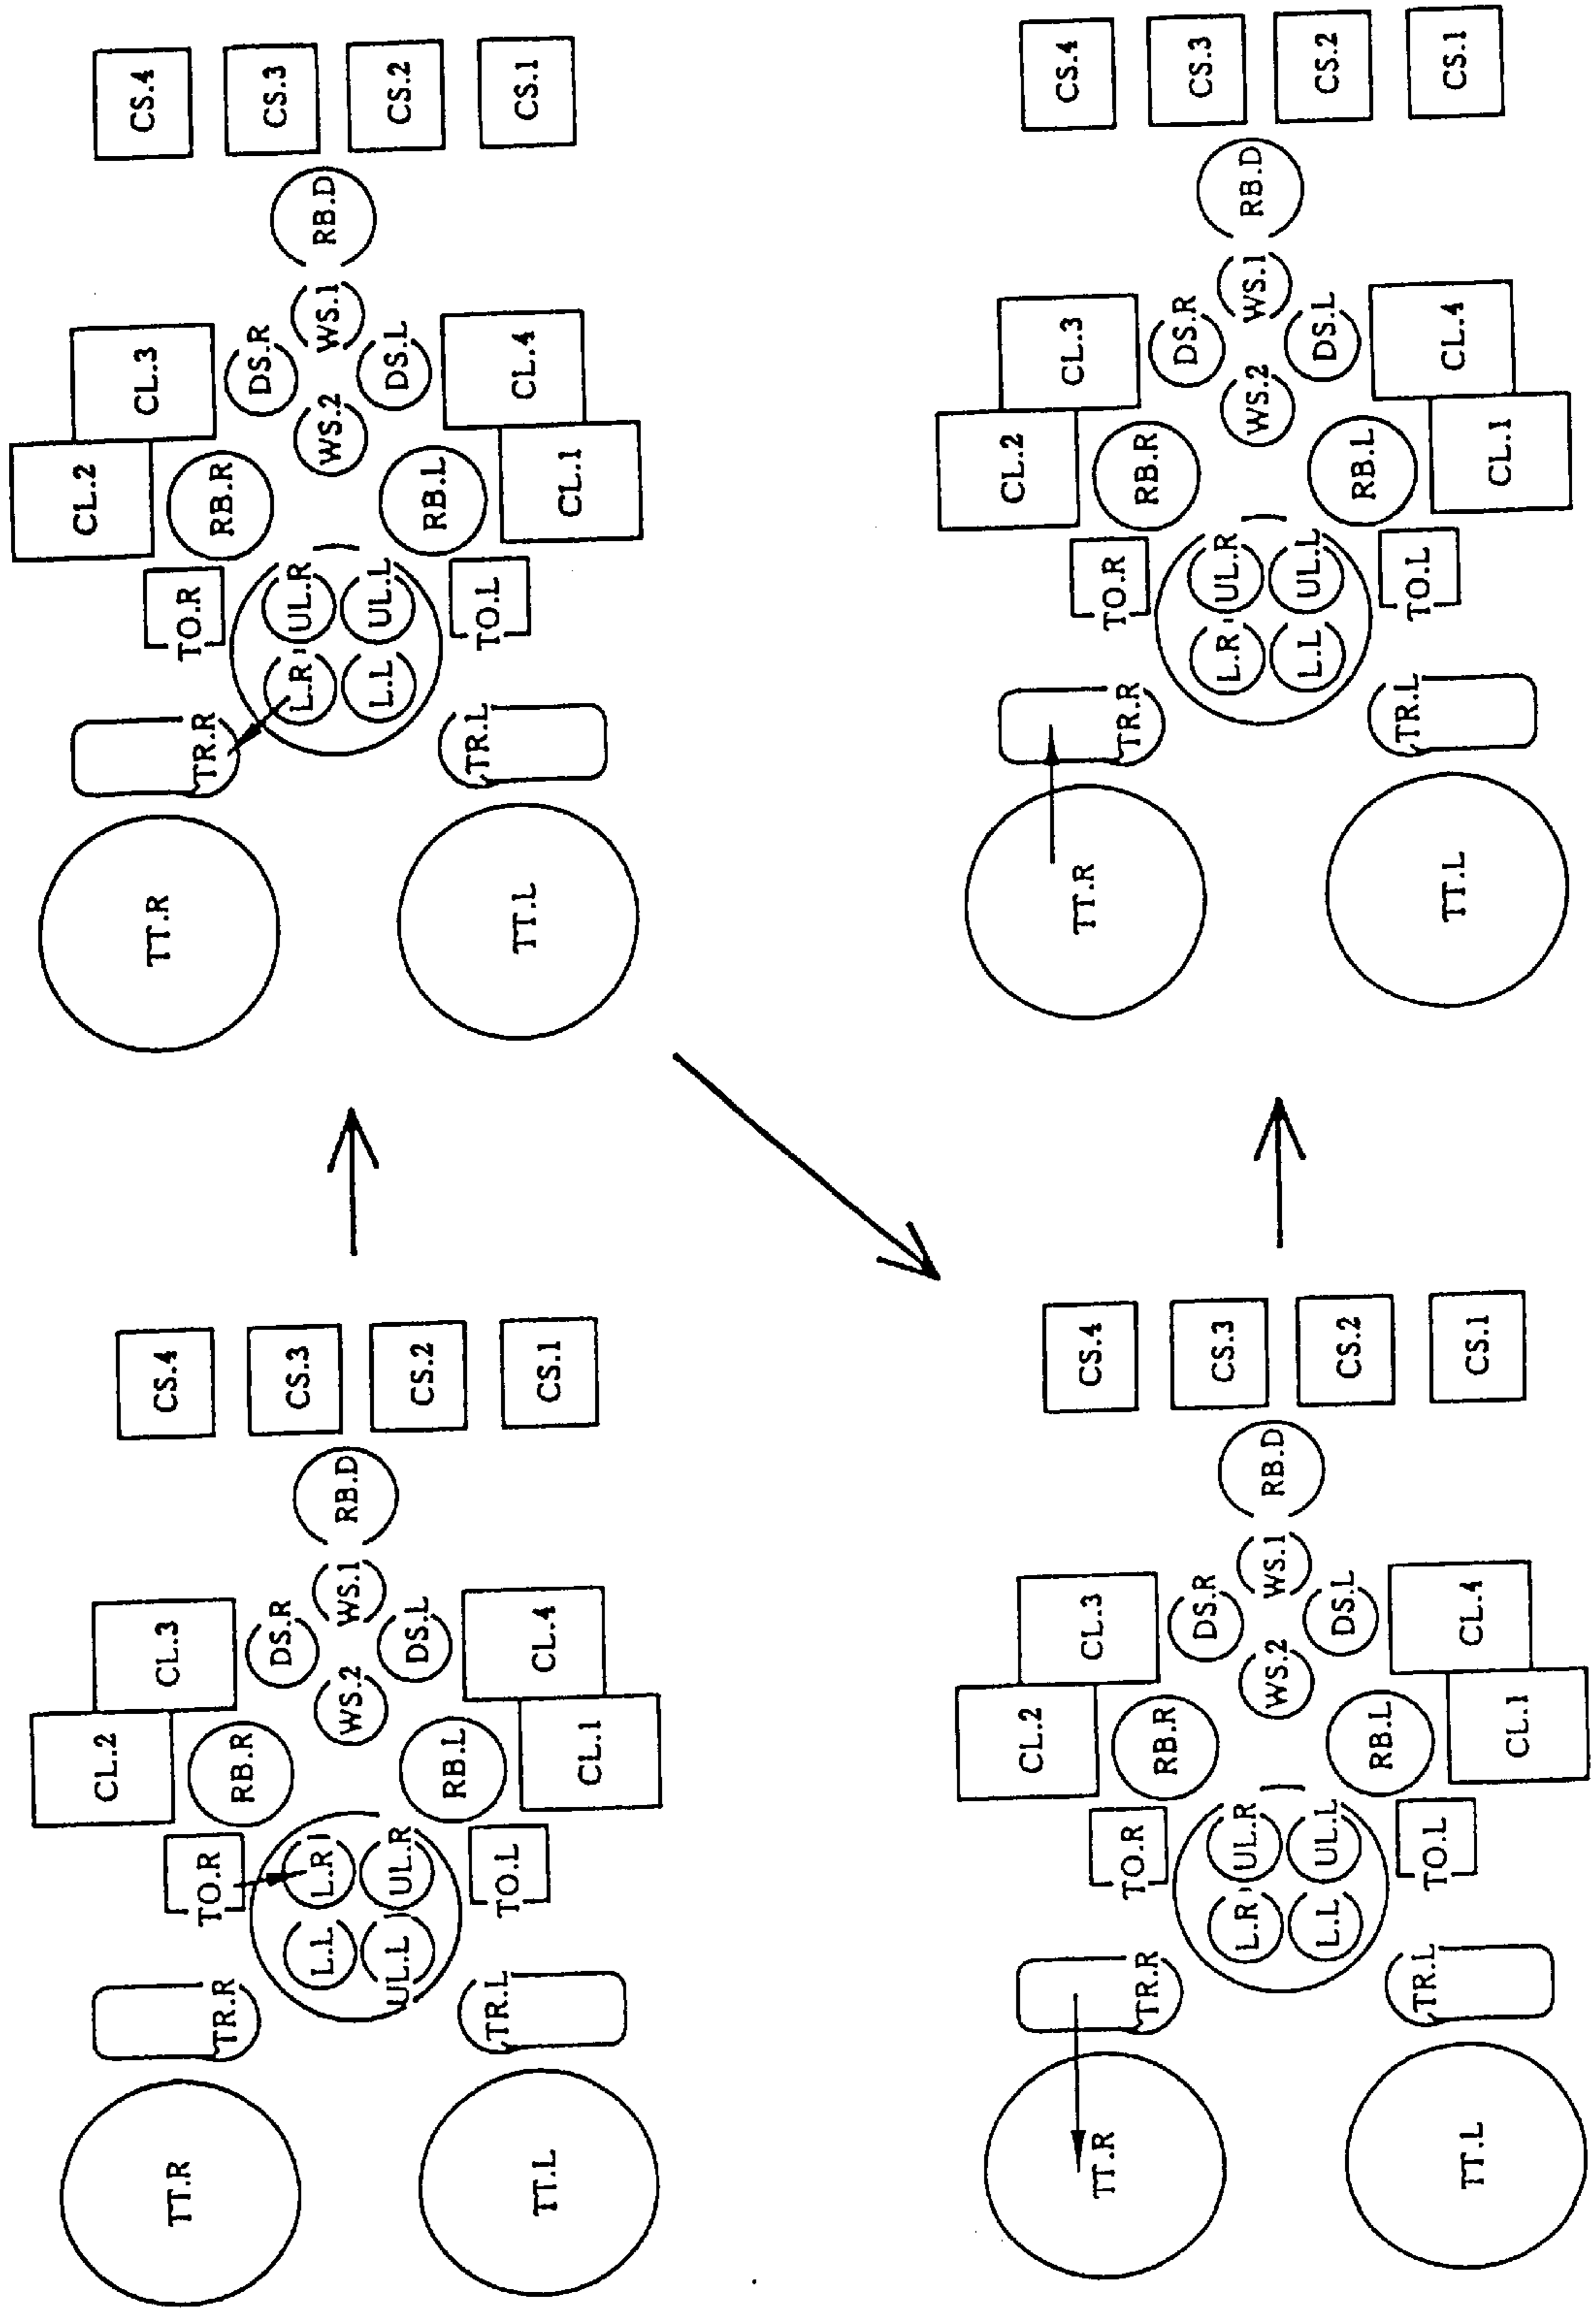 CL.2
TT.R
CL.3
CS.4
TR.R
TO.R
RB.R
DS.R
CS.3
L.L
L.R
WS.2
WS.1
RB.D
UL.L
UL.R
DS.L
CS.2
RB.L
TR.L
TO.L
TT.L
CL.4
CS.1
CL.1
CL.2
TT.R
CL.3
CS.4
TR.R
TO.R
RB.R
DS.R
CS.3
L.R
UL.R
WS.2
WS.1
RB.D
L.L
UL.L
DS.L
CS.2
RB.L
TR.L
TO.L
TT.L
CL.4
CS.1
CL.1
CL.2
TT.R
CL.3
CS.4
TR.R
TO.R
RB.R
DS.R
CS.3
L.R
UL.R
WS.2
WS.1
RB.D
L.L
UL.L
DS.L
CS.2
RB.L
TR.L
TO.L
TT.L
CL.4
CS.1
CL.1
CL.2
TT.R
CL.3
CS.4
TR.R
TO.R
RB.R
DS.R
CS.3
L.R
UL.R
WS.2
WS.1
RB.D
L.L
UL.L
DS.L
CS.2
RB.L
TR.L
TO.L
TT.L
CL.4
CS.1
CL.1